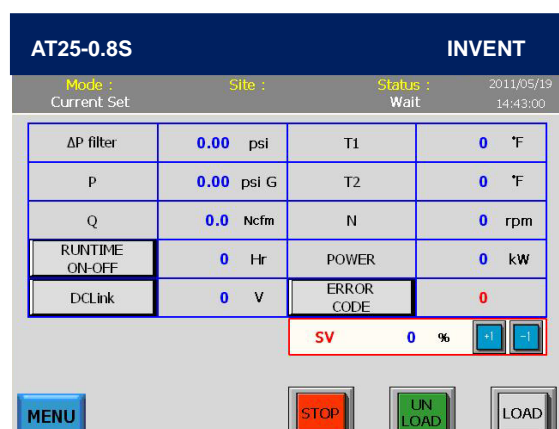 AT25-0.8S INVENT
Mode : Site : Status : 2011/05/19
Current Set Wait 14:43:00
ΔP filter 0.00 psi T1 0 °F
P 0.00 psi G T2 0 °F
Q 0.0 Ncfm N 0 rpm
RUNTIME
ON-OFF 0 Hr POWER 0 kW
DCLink 0 V ERROR
CODE 0
SV 0 % +1 -1
MENU STOP UN
LOAD LOAD